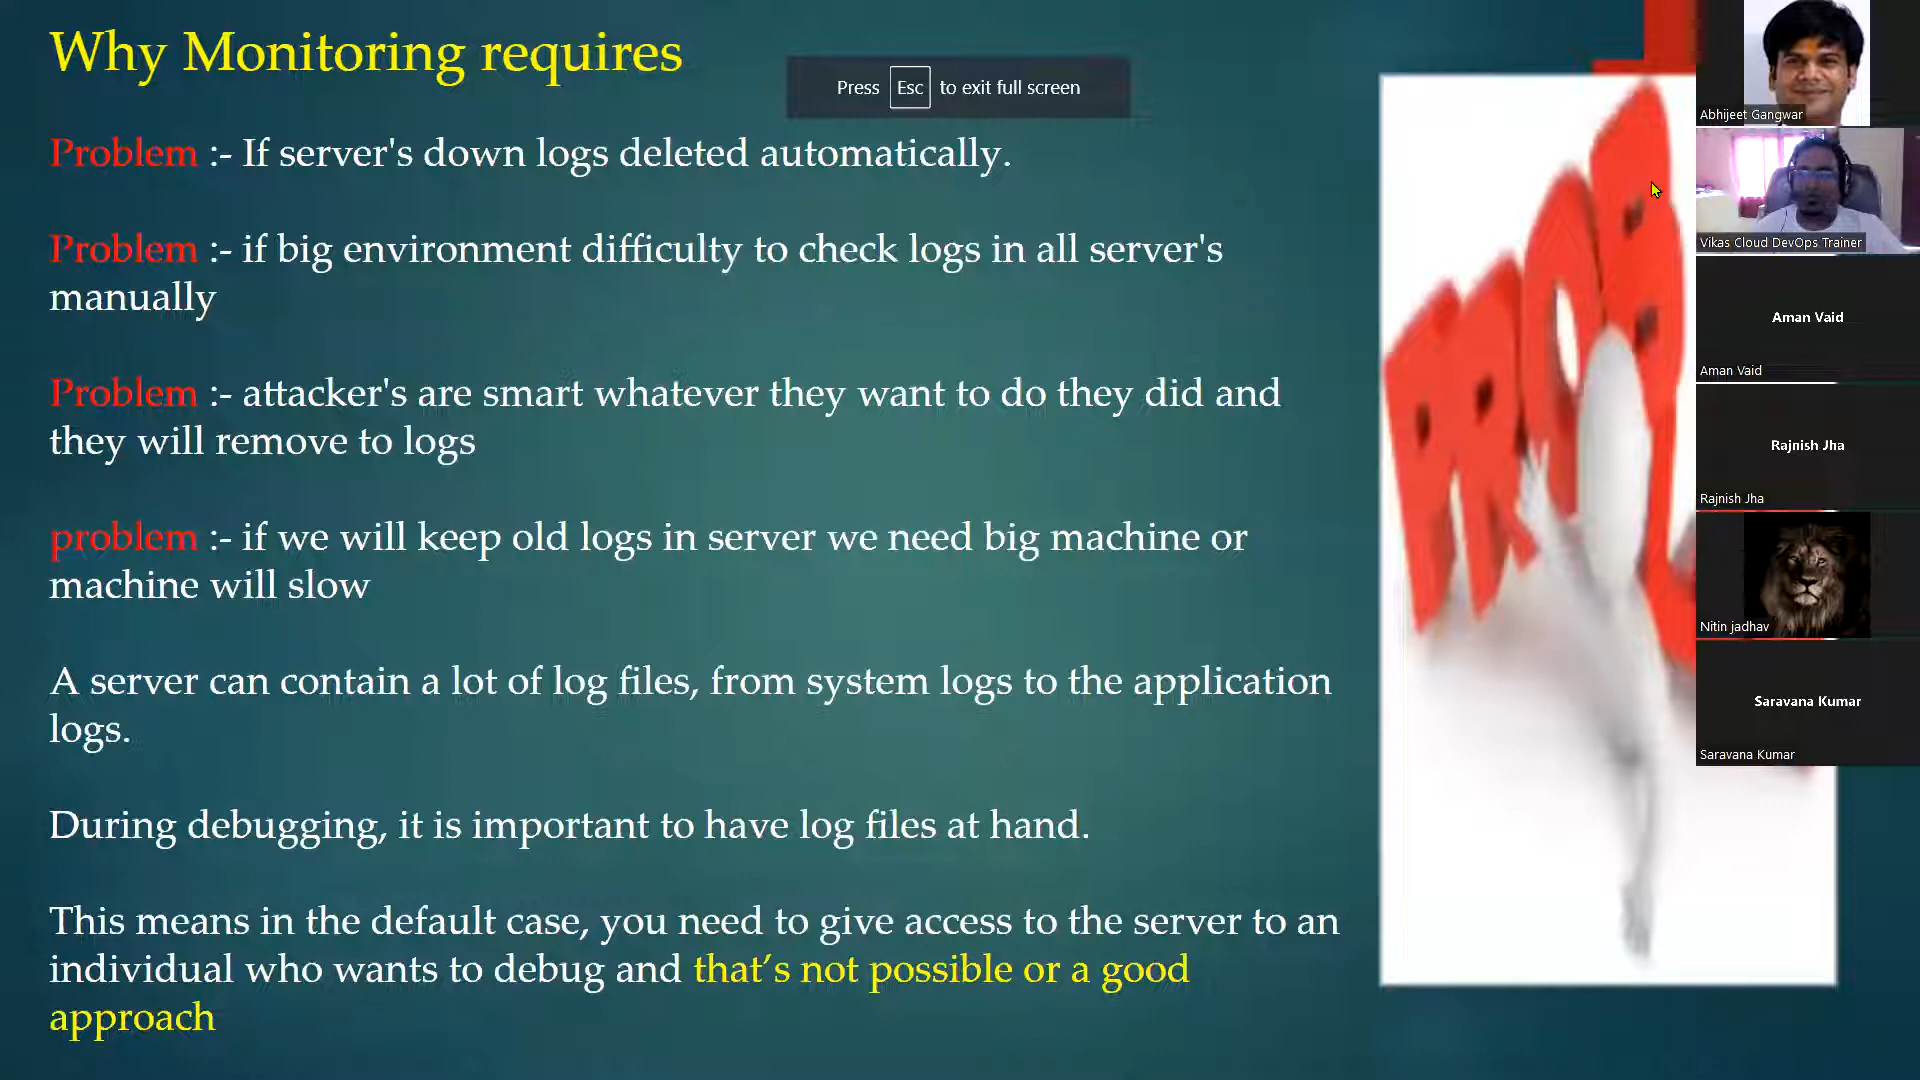 Why Monitoring requires
Press Esc to exit full screen
Problem :- If server's down logs deleted automatically.
Problem :- if big environment difficulty to check logs in all server's
manually
Problem :- attacker's are smart whatever they want to do they did and
they will remove to logs
problem :- if we will keep old logs in server we need big machine or
machine will slow
A server can contain a lot of log files, from system logs to the application
logs.
During debugging, it is important to have log files at hand.
This means in the default case, you need to give access to the server to an
individual who wants to debug and that’s not possible or a good
approach
PROBL
Abhijeet Gangwar
Vikas Cloud DevOps Trainer
Aman Vaid
Aman Vaid
Rajnish Jha
Rajnish Jha
Nitin jadhav
Saravana Kumar
Saravana Kumar